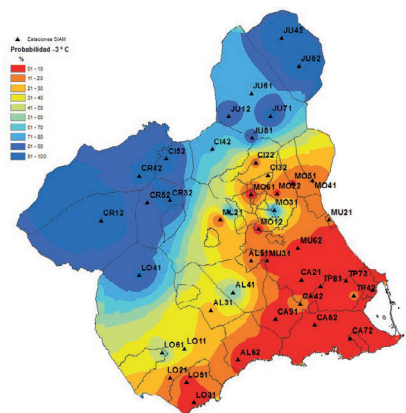 Estaciones SIAM
Probabilidad -3 º C
%
01 - 10
11 - 20
21 - 30
31 - 40
41 - 50
51 - 60
61 - 70
71 - 80
81 - 90
91 - 100
JU42
JU52
JU61
JU12
JU71
JU81
CI42
CI52
CR42
CI22
CI32
MO51
MO22
MO41
MO61
CR52
CR32
MO31
CR12
ML21
MU21
MO12
MU62
AL51
MU31
LO41
CA21
TP81
TP73
AL41
TP42
CA42
AL31
CA91
CA52
CA72
LO61
LO11
AL62
LO21
LO51
LO31